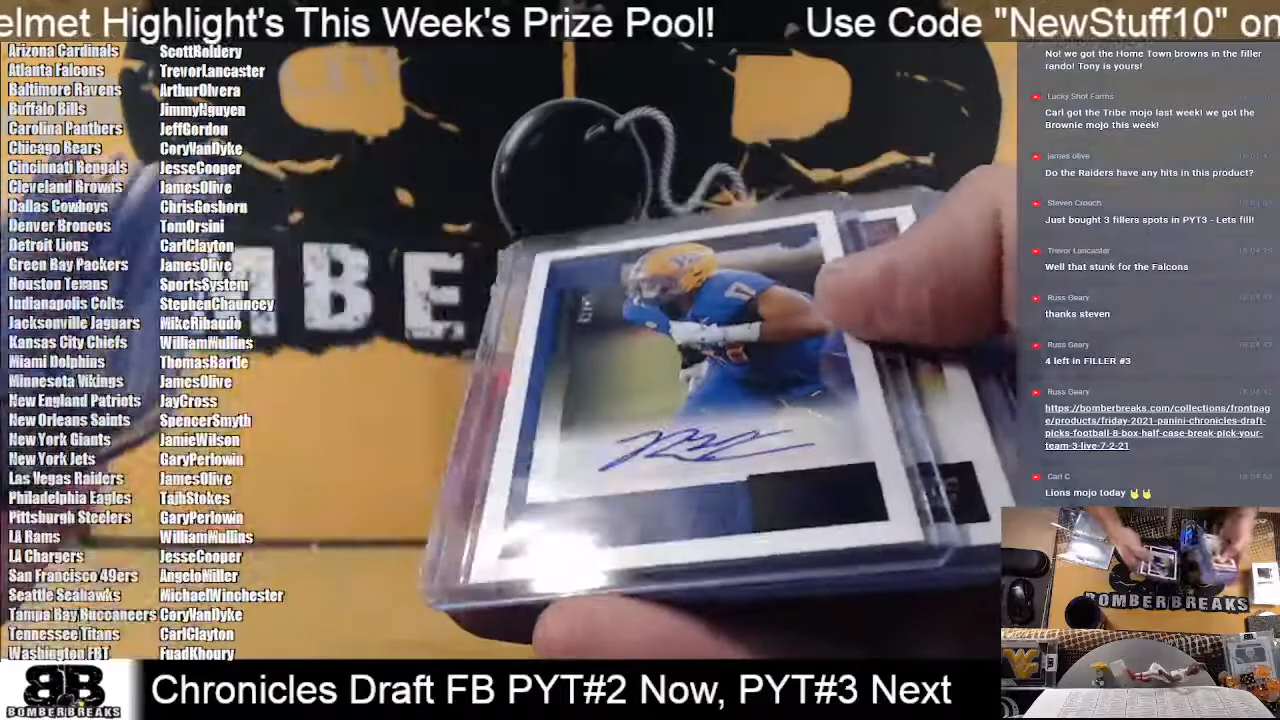 elmet Highlight's This Week's Prize Pool! Use Code "NewStuff10" on
Arizona Cardinals ScottBoldery
Atlanta Falcons TrevorLancaster
Baltimore Ravens ArthurOlvera
Buffalo Bills JimmyNguyen
Carolina Panthers JeffGordon
Chicago Bears CoryVanDyke
Cincinnati Bengals JesseCooper
Cleveland Browns JamesOlive
Dallas Cowboys ChrisGoshorn
Denver Broncos TomOrsini
Detroit Lions CarlClayton
Green Bay Packers JamesOlive
Houston Texans SportsSystem
Indianapolis Colts StephenChauncey
Jacksonville Jaguars MikeRibaudo
Kansas City Chiefs WilliamMullins
Miami Dolphins ThomasBartle
Minnesota Vikings JamesOlive
New England Patriots JayCross
New Orleans Saints SpencerSmyth
New York Giants JamieWilson
New York Jets GaryPerlowin
Las Vegas Raiders JamesOlive
Philadelphia Eagles TajhStokes
Pittsburgh Steelers GaryPerlowin
LA Rams WilliamMullins
LA Chargers JesseCooper
San Francisco 49ers AngeloMiller
Seattle Seahawks MichaelWinchester
Tampa Bay Buccaneers CoryVanDyke
Tennessee Titans CarlClayton
Washington FBT FuadKhoury
MBE
No! we got the Home Town browns in the filler
rando! Tony is yours!
Lucky Shot Farms
Carl got the Tribe mojo last week! we got the
Brownie mojo this week!
james olive
Do the Raiders have any hits in this product?
Steven Crouch
Just bought 3 fillers spots in PYT3 - Lets fill!
Trevor Lancaster
Well that stunk for the Falcons
Russ Geary
thanks steven
Russ Geary
4 left in FILLER #3
Russ Geary
https://bomberbreaks.com/collections/frontpag
e/products/friday-2021-panini-chronicles-draft-
picks-football-8-box-half-case-break-pick-your-
team-3-live-7-2-21
Carl C
Lions mojo today
BOMBERBREAKS
BB
BOMBERBREAKS
Chronicles Draft FB PYT#2 Now, PYT#3 Next